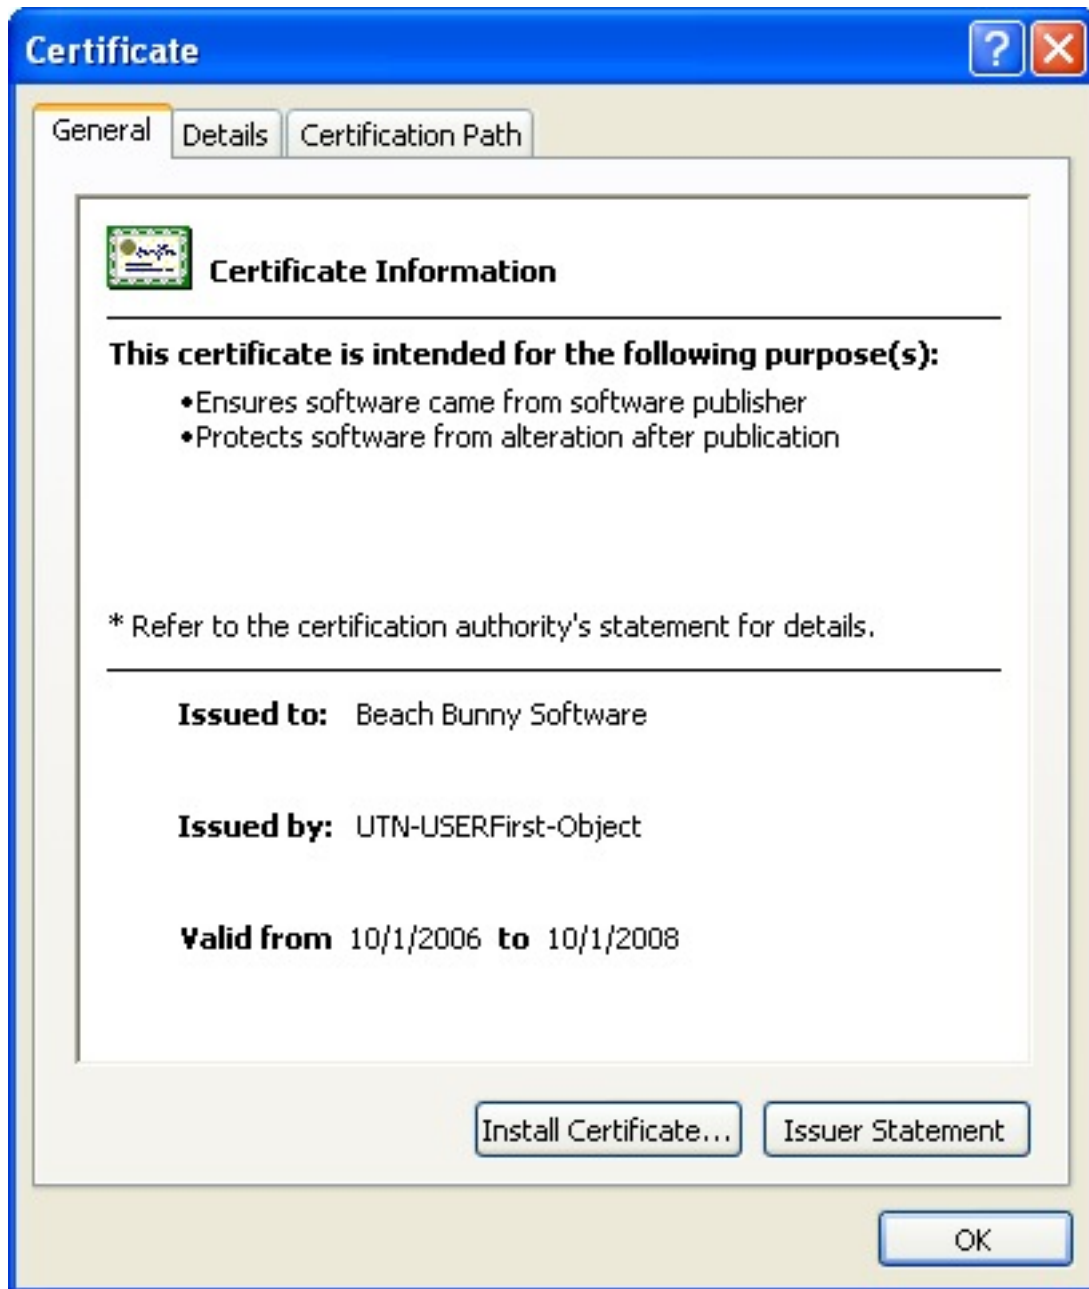 Certificate
General Details Certification Path
Certificate Information
This certificate is intended for the following purpose(s):
•Ensures software came from software publisher
•Protects software from alteration after publication
* Refer to the certification authority's statement for details.
Issued to: Beach Bunny Software
Issued by: UTN-USERFirst-Object
Valid from 10/1/2006 to 10/1/2008
Install Certificate... Issuer Statement
OK